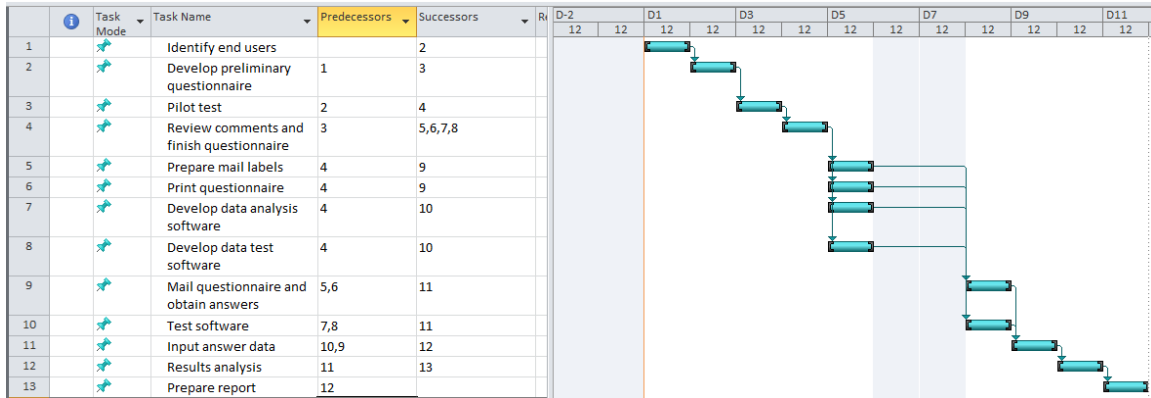 Task Mode Task Name Predecessors Successors Re D-2 D1 D3 D5 D7 D9 D11
12 12 12 12 12 12 12 12 12 12 12 12 12
1 Identify end users 2
2 Develop preliminary questionnaire 1 3
3 Pilot test 2 4
4 Review comments and finish questionnaire 3 5,6,7,8
5 Prepare mail labels 4 9
6 Print questionnaire 4 9
7 Develop data analysis software 4 10
8 Develop data test software 4 10
9 Mail questionnaire and obtain answers 5,6 11
10 Test software 7,8 11
11 Input answer data 10,9 12
12 Results analysis 11 13
13 Prepare report 12